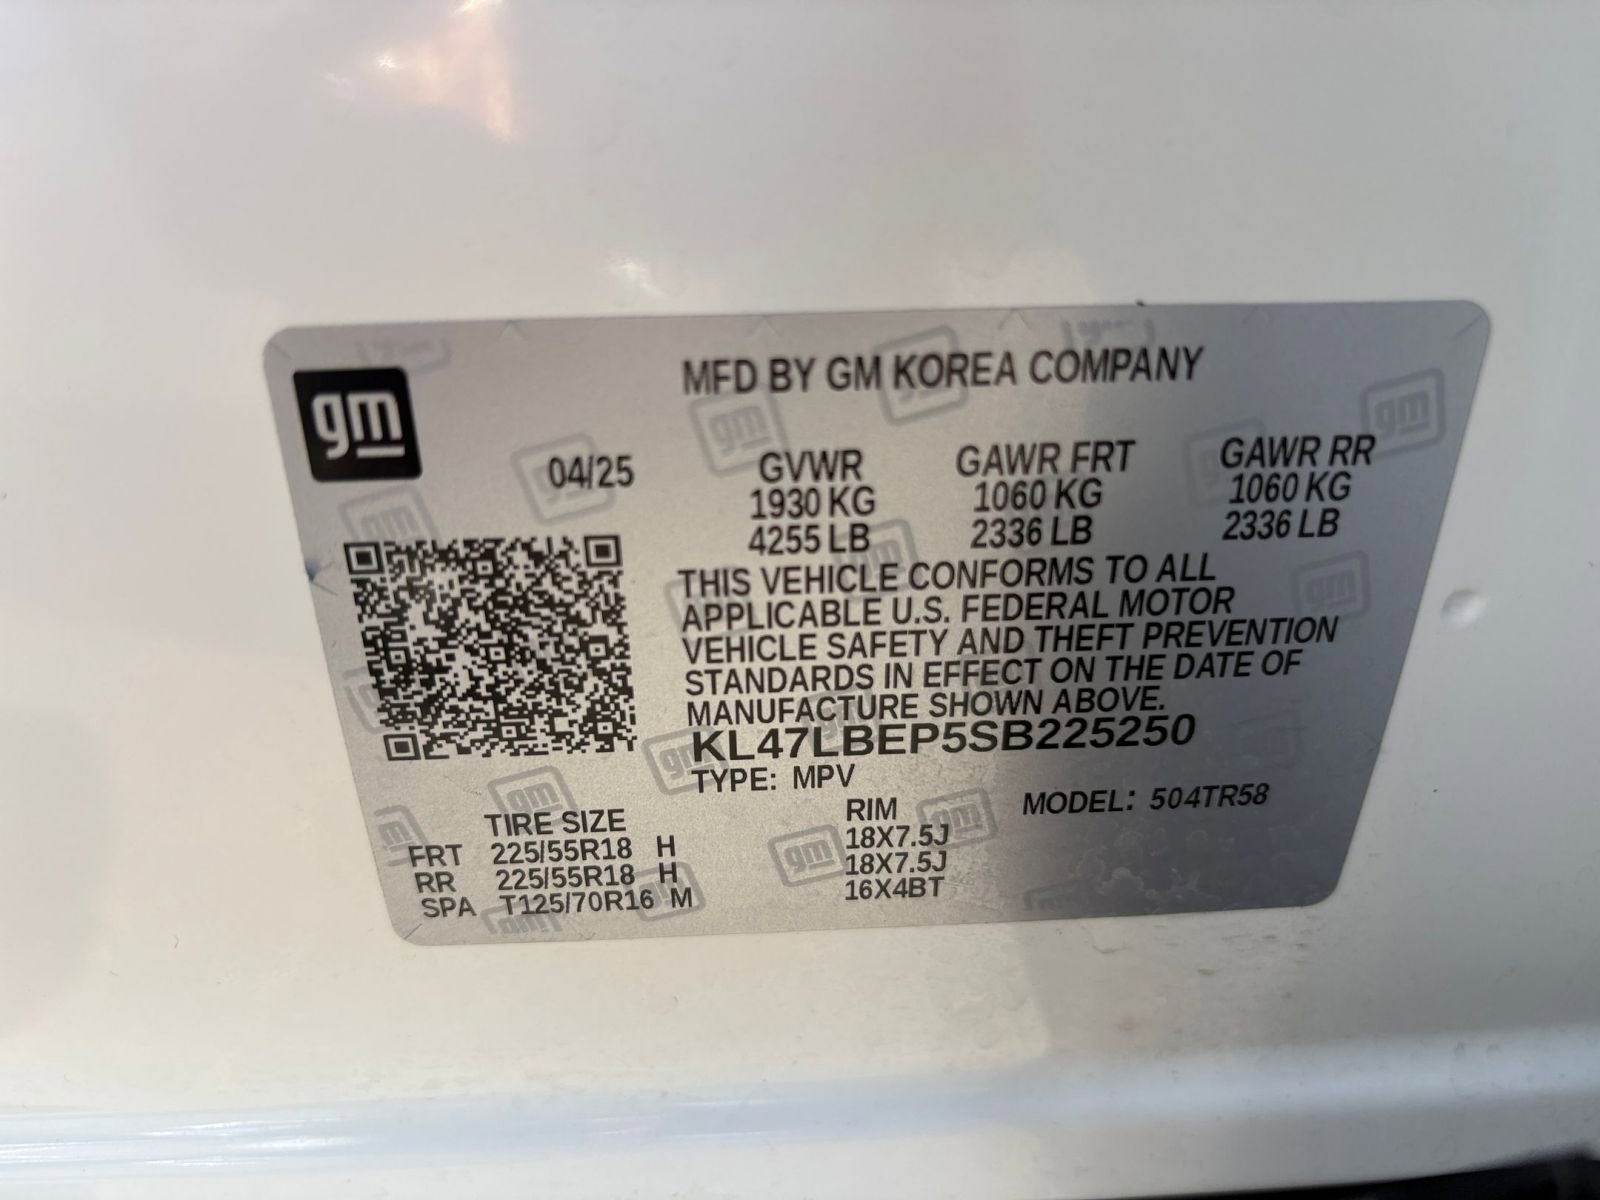 gm
MFD BY GM KOREA COMPANY
04/25 GVWR GAWR FRT GAWR RR
1930 KG 1060 KG 1060 KG
4255 LB 2336 LB 2336 LB
THIS VEHICLE CONFORMS TO ALL
APPLICABLE U.S. FEDERAL MOTOR
VEHICLE SAFETY AND THEFT PREVENTION
STANDARDS IN EFFECT ON THE DATE OF
MANUFACTURE SHOWN ABOVE.
KL47LBEP5SB225250
TYPE: MPV
TIRE SIZE RIM MODEL: 504TR58
FRT 225/55R18 H 18X7.5J
RR 225/55R18 H 18X7.5J
SPA T125/70R16 M 16X4BT